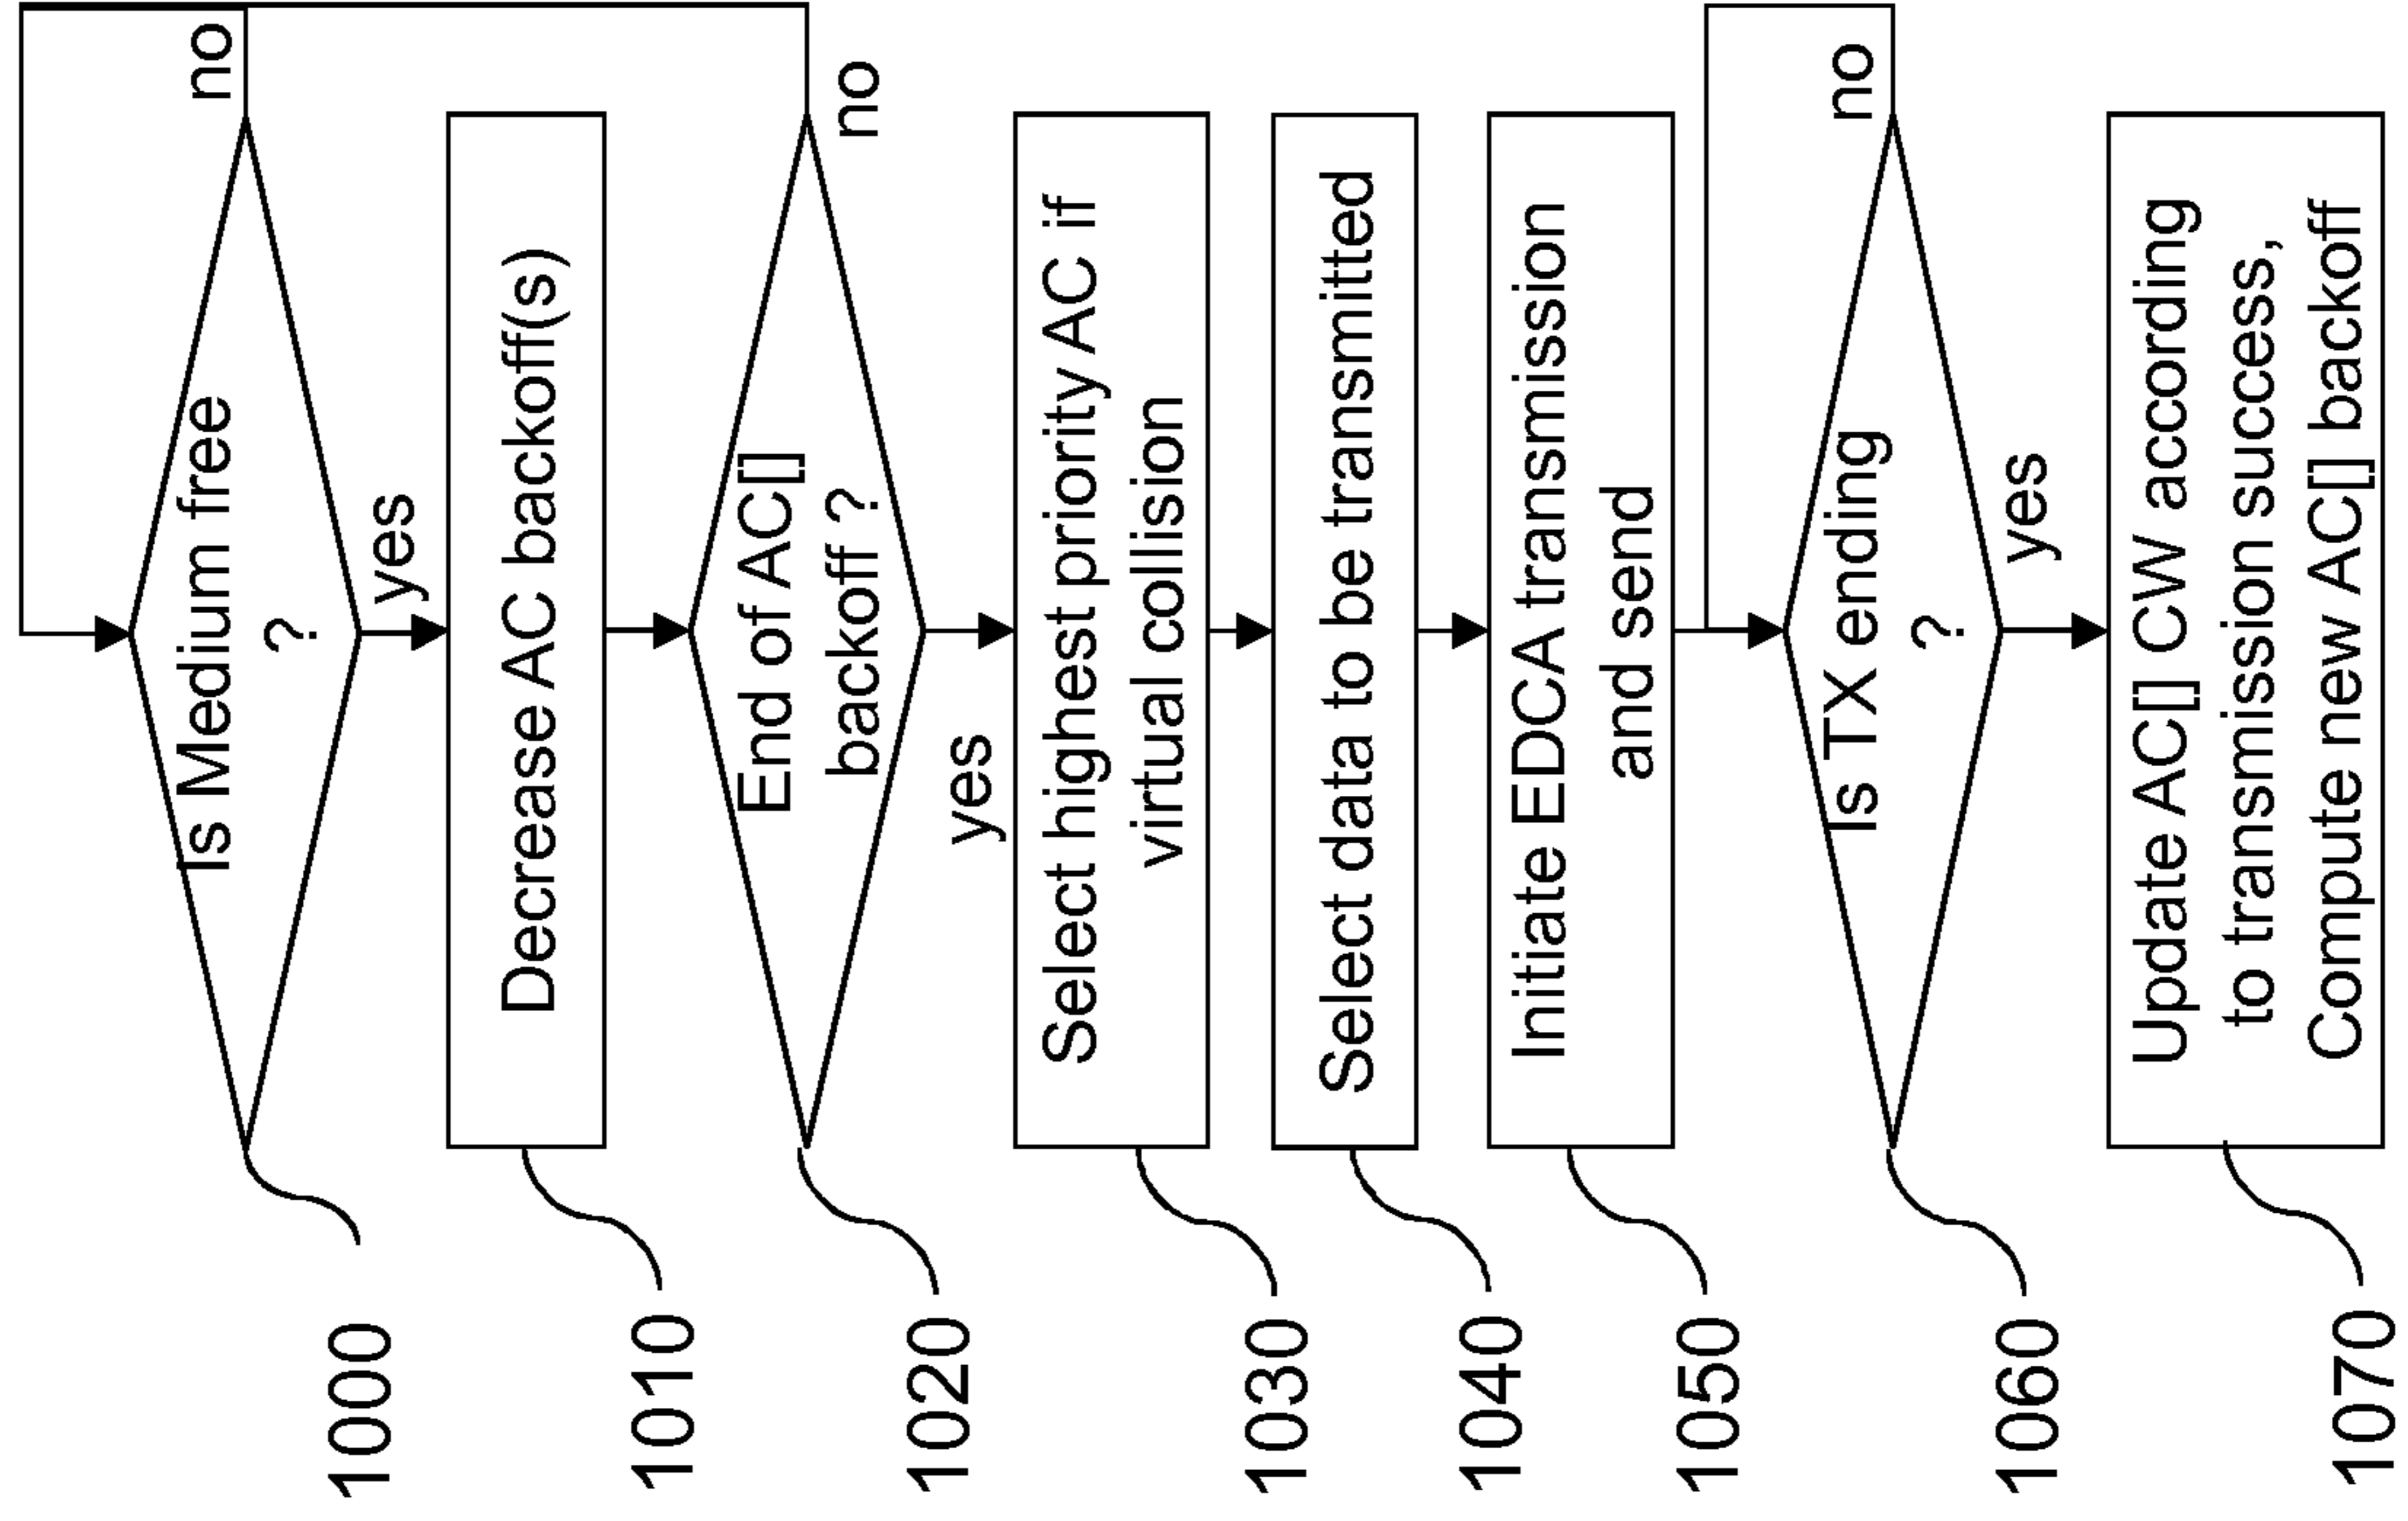 no
Is Medium free
?
1000
yes
Decrease AC backoff(s)
1010
End of AC[]
backoff ?
no
1020
yes
Select highest priority AC if
virtual collision
1030
Select data to be transmitted
1040
Initiate EDCA transmission
and send
1050
no
Is TX ending
?
1060
yes
Update AC[] CW according
to transmission success,
Compute new AC[] backoff
1070